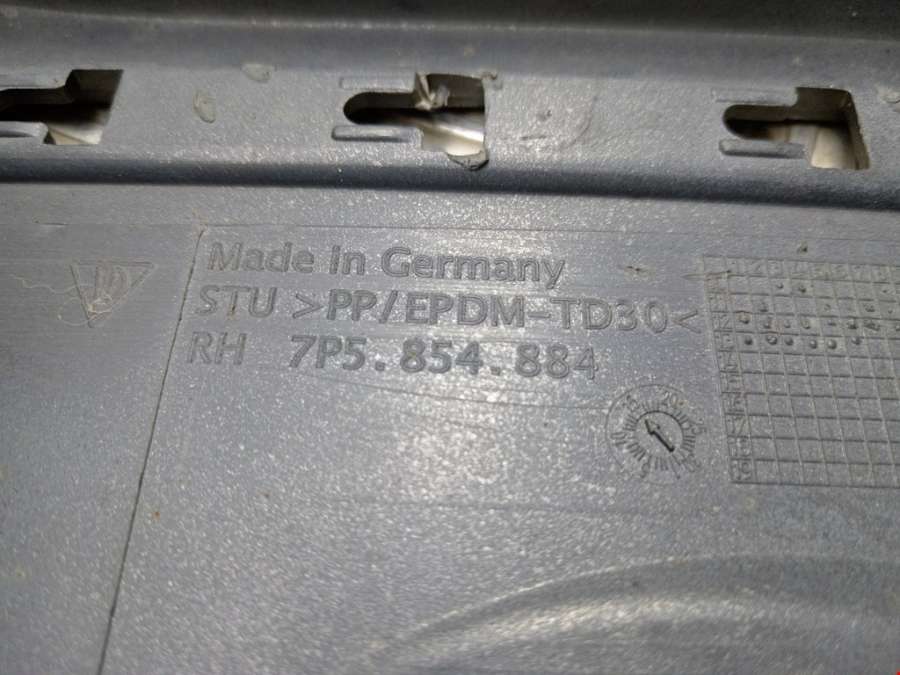 Made in Germany
STU >PP/EPDM-TD30<
RH 7P5.854.884